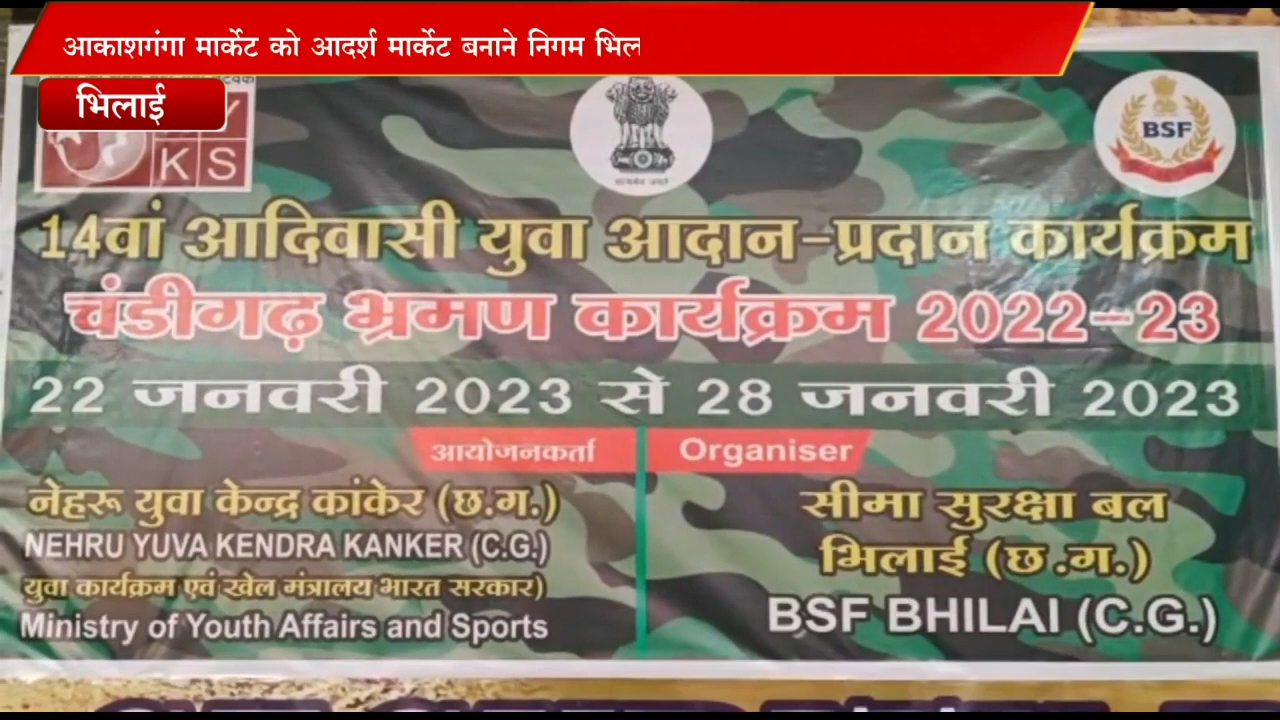 आकाशगंगा मार्केट को आदर्श मार्केट बनाने निगम भिल
भिलाई
Y
K S
BSF
14वां आदिवासी युवा आदान-प्रदान कार्यक्रम
चंडीगढ़ भ्रमण कार्यक्रम 2022-23
22 जनवरी 2023 से 28 जनवरी 2023
आयोजनकर्ता
Organiser
नेहरू युवा केन्द्र कांकेर (छ.ग.)
NEHRU YUVA KENDRA KANKER (C.G.)
युवा कार्यक्रम एवं खेल मंत्रालय भारत सरकार)
Ministry of Youth Affairs and Sports
सीमा सुरक्षा बल
भिलाई (छ.ग.)
BSF BHILAI (C.G.)